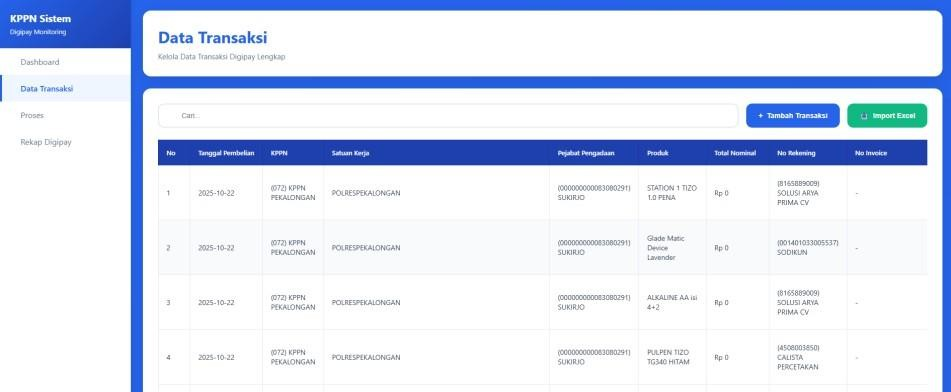 KPPN Sistem
Digipay Monitoring
Dashboard
Data Transaksi
Proses
Rekap Digipay
Data Transaksi
Kelola Data Transaksi Digipay Lengkap
Cari...
+ Tambah Transaksi
Import Excel
No Tanggal Pembelian KPPN Satuan Kerja Pejabat Pengadaan Produk Total Nominal No Rekening No Invoice
1
2025-10-22
(072) KPPN
PEKALONGAN
POLRESPEKALONGAN
(000000000083080291)
SUKIRJO
STATION 1 TIZO
1.0 PENA
Rp 0
(8165889009)
SOLUSI ARYA
PRIMA CV
-
2
2025-10-22
(072) KPPN
PEKALONGAN
POLRESPEKALONGAN
(000000000083080291)
SUKIRJO
Glade Matic
Device
Lavender
Rp 0
(001401033005537)
SODIKUN
-
3
2025-10-22
(072) KPPN
PEKALONGAN
POLRESPEKALONGAN
(000000000083080291)
SUKIRJO
ALKALINE AA isi
4+2
Rp 0
(8165889009)
SOLUSI ARYA
PRIMA CV
-
4
2025-10-22
(072) KPPN
PEKALONGAN
POLRESPEKALONGAN
(000000000083080291)
SUKIRJO
PULPEN TIZO
TG340 HITAM
Rp 0
(4508003850)
CALISTA
PERCETAKAN
-